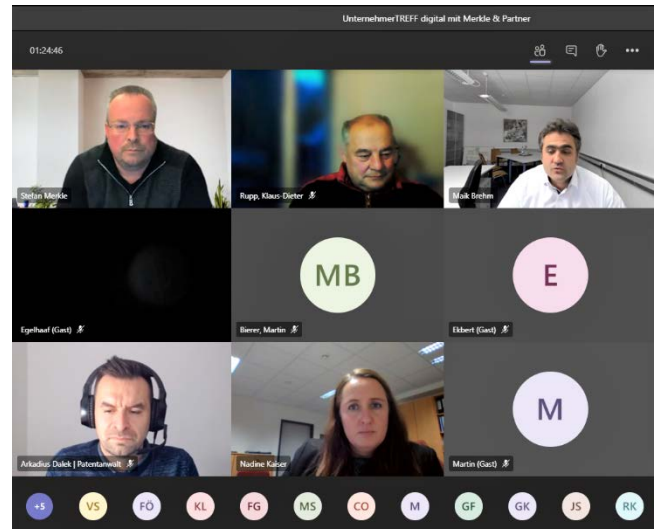 UnternehmerTREFF digital mit Merkle & Partner
01:24:46
Stefan Merkle
Rupp, Klaus-Dieter
Maik Brehm
MB
E
Egelhaaf (Gast)
Bierer, Martin
Ekbert (Gast)
M
Arkadius Dalek | Patentanwalt
Nadine Kaiser
Martin (Gast)
+5
VS
FÖ
KL
FG
MS
CO
M
GF
GK
JS
RK